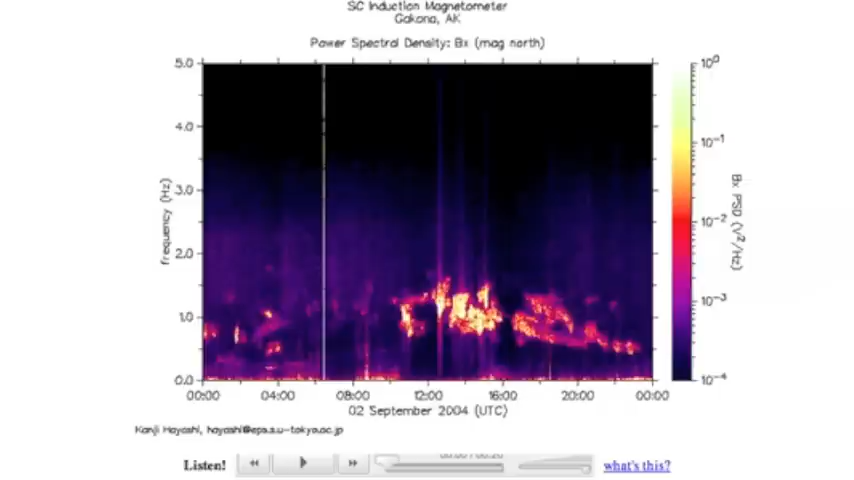 SC Induction Magnetometer
Gakona, AK
Power Spectral Density: Bx (mag north)
5.0
4.0
3.0
2.0
1.0
0.0
frequency (Hz)
00:00 04:00 08:00 12:00 16:00 20:00 00:00
02 September 2004 (UTC)
10^0
10^-1
10^-2
10^-3
10^-4
Bx PSD (V^2/Hz)
Kanji Hayashi, hayashi@eps.s.u-tokyo.ac.jp
Listen!
what's this?